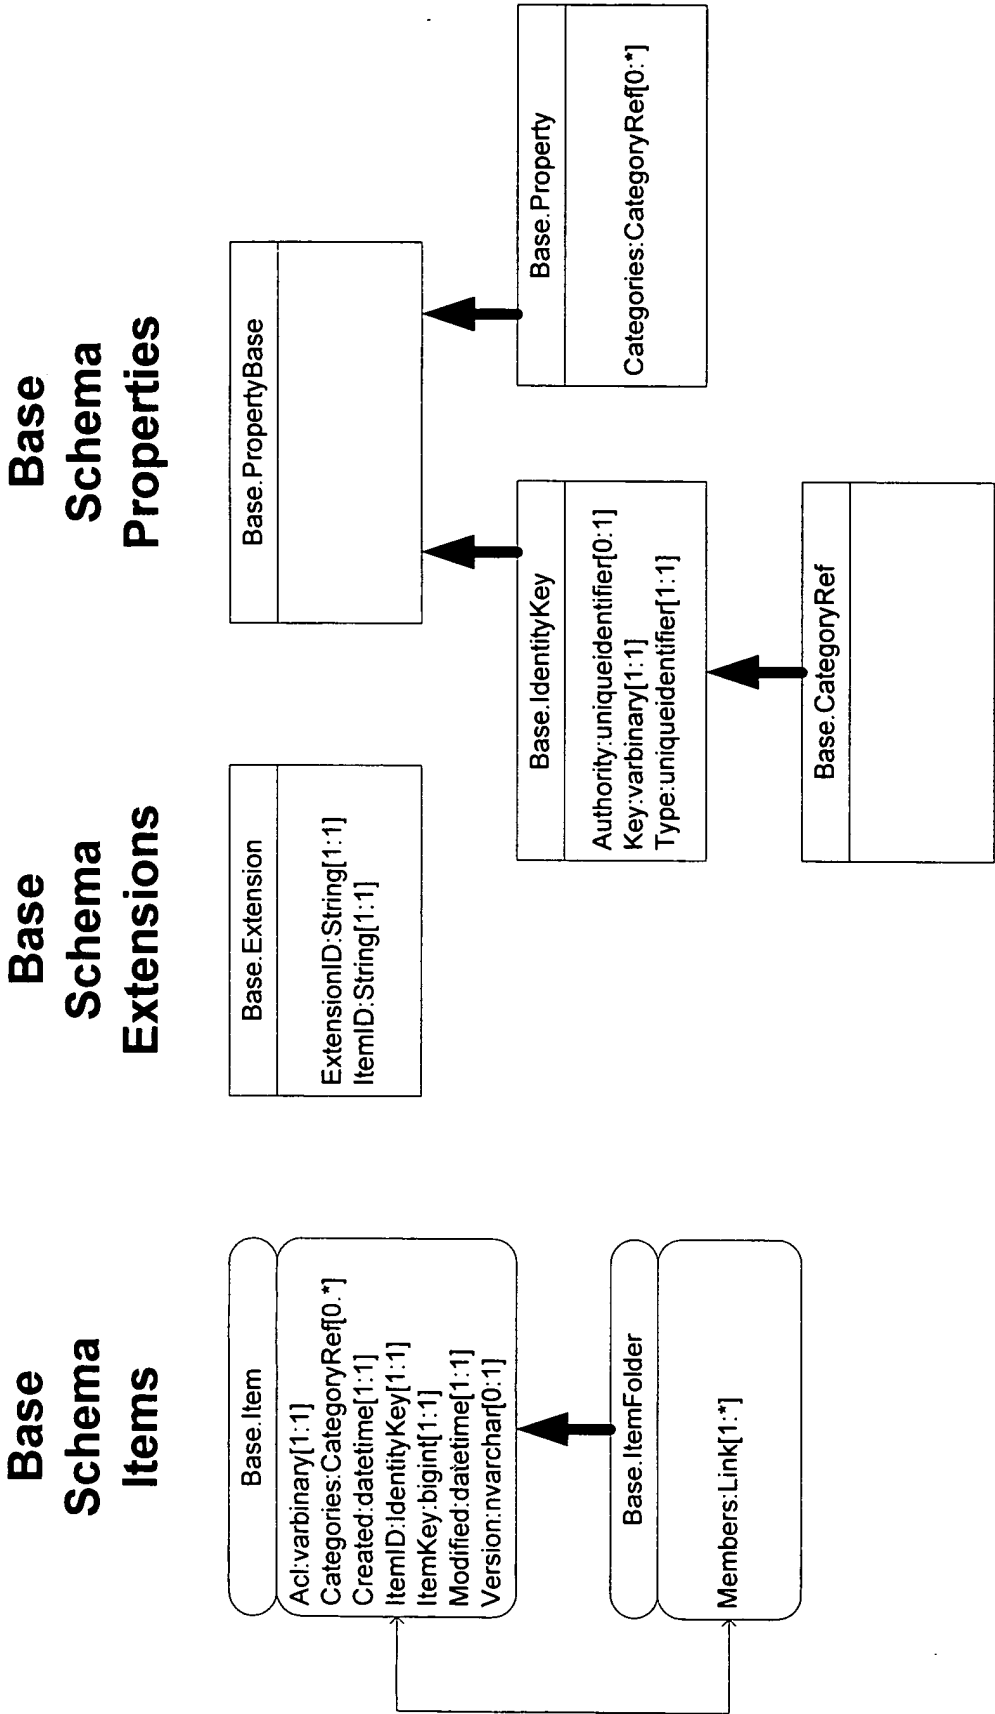 Base
Schema
Items
Base.Item
Acl:varbinary[1:1]
Categories:CategoryRef[0.*]
Created:datetime[1:1]
ItemID:IdentityKey[1:1]
ItemKey:bigint[1:1]
Modified:datetime[1:1]
Version:nvarchar[0:1]
Base.ItemFolder
Members:Link[1:*]
Base
Schema
Extensions
Base.Extension
ExtensionID:String[1:1]
ItemID:String[1:1]
Base
Schema
Properties
Base.PropertyBase
Base.IdentityKey
Authority:uniqueidentifier[0:1]
Key:varbinary[1:1]
Type:uniqueidentifier[1:1]
Base.Property
Categories:CategoryRef[0:*]
Base.CategoryRef